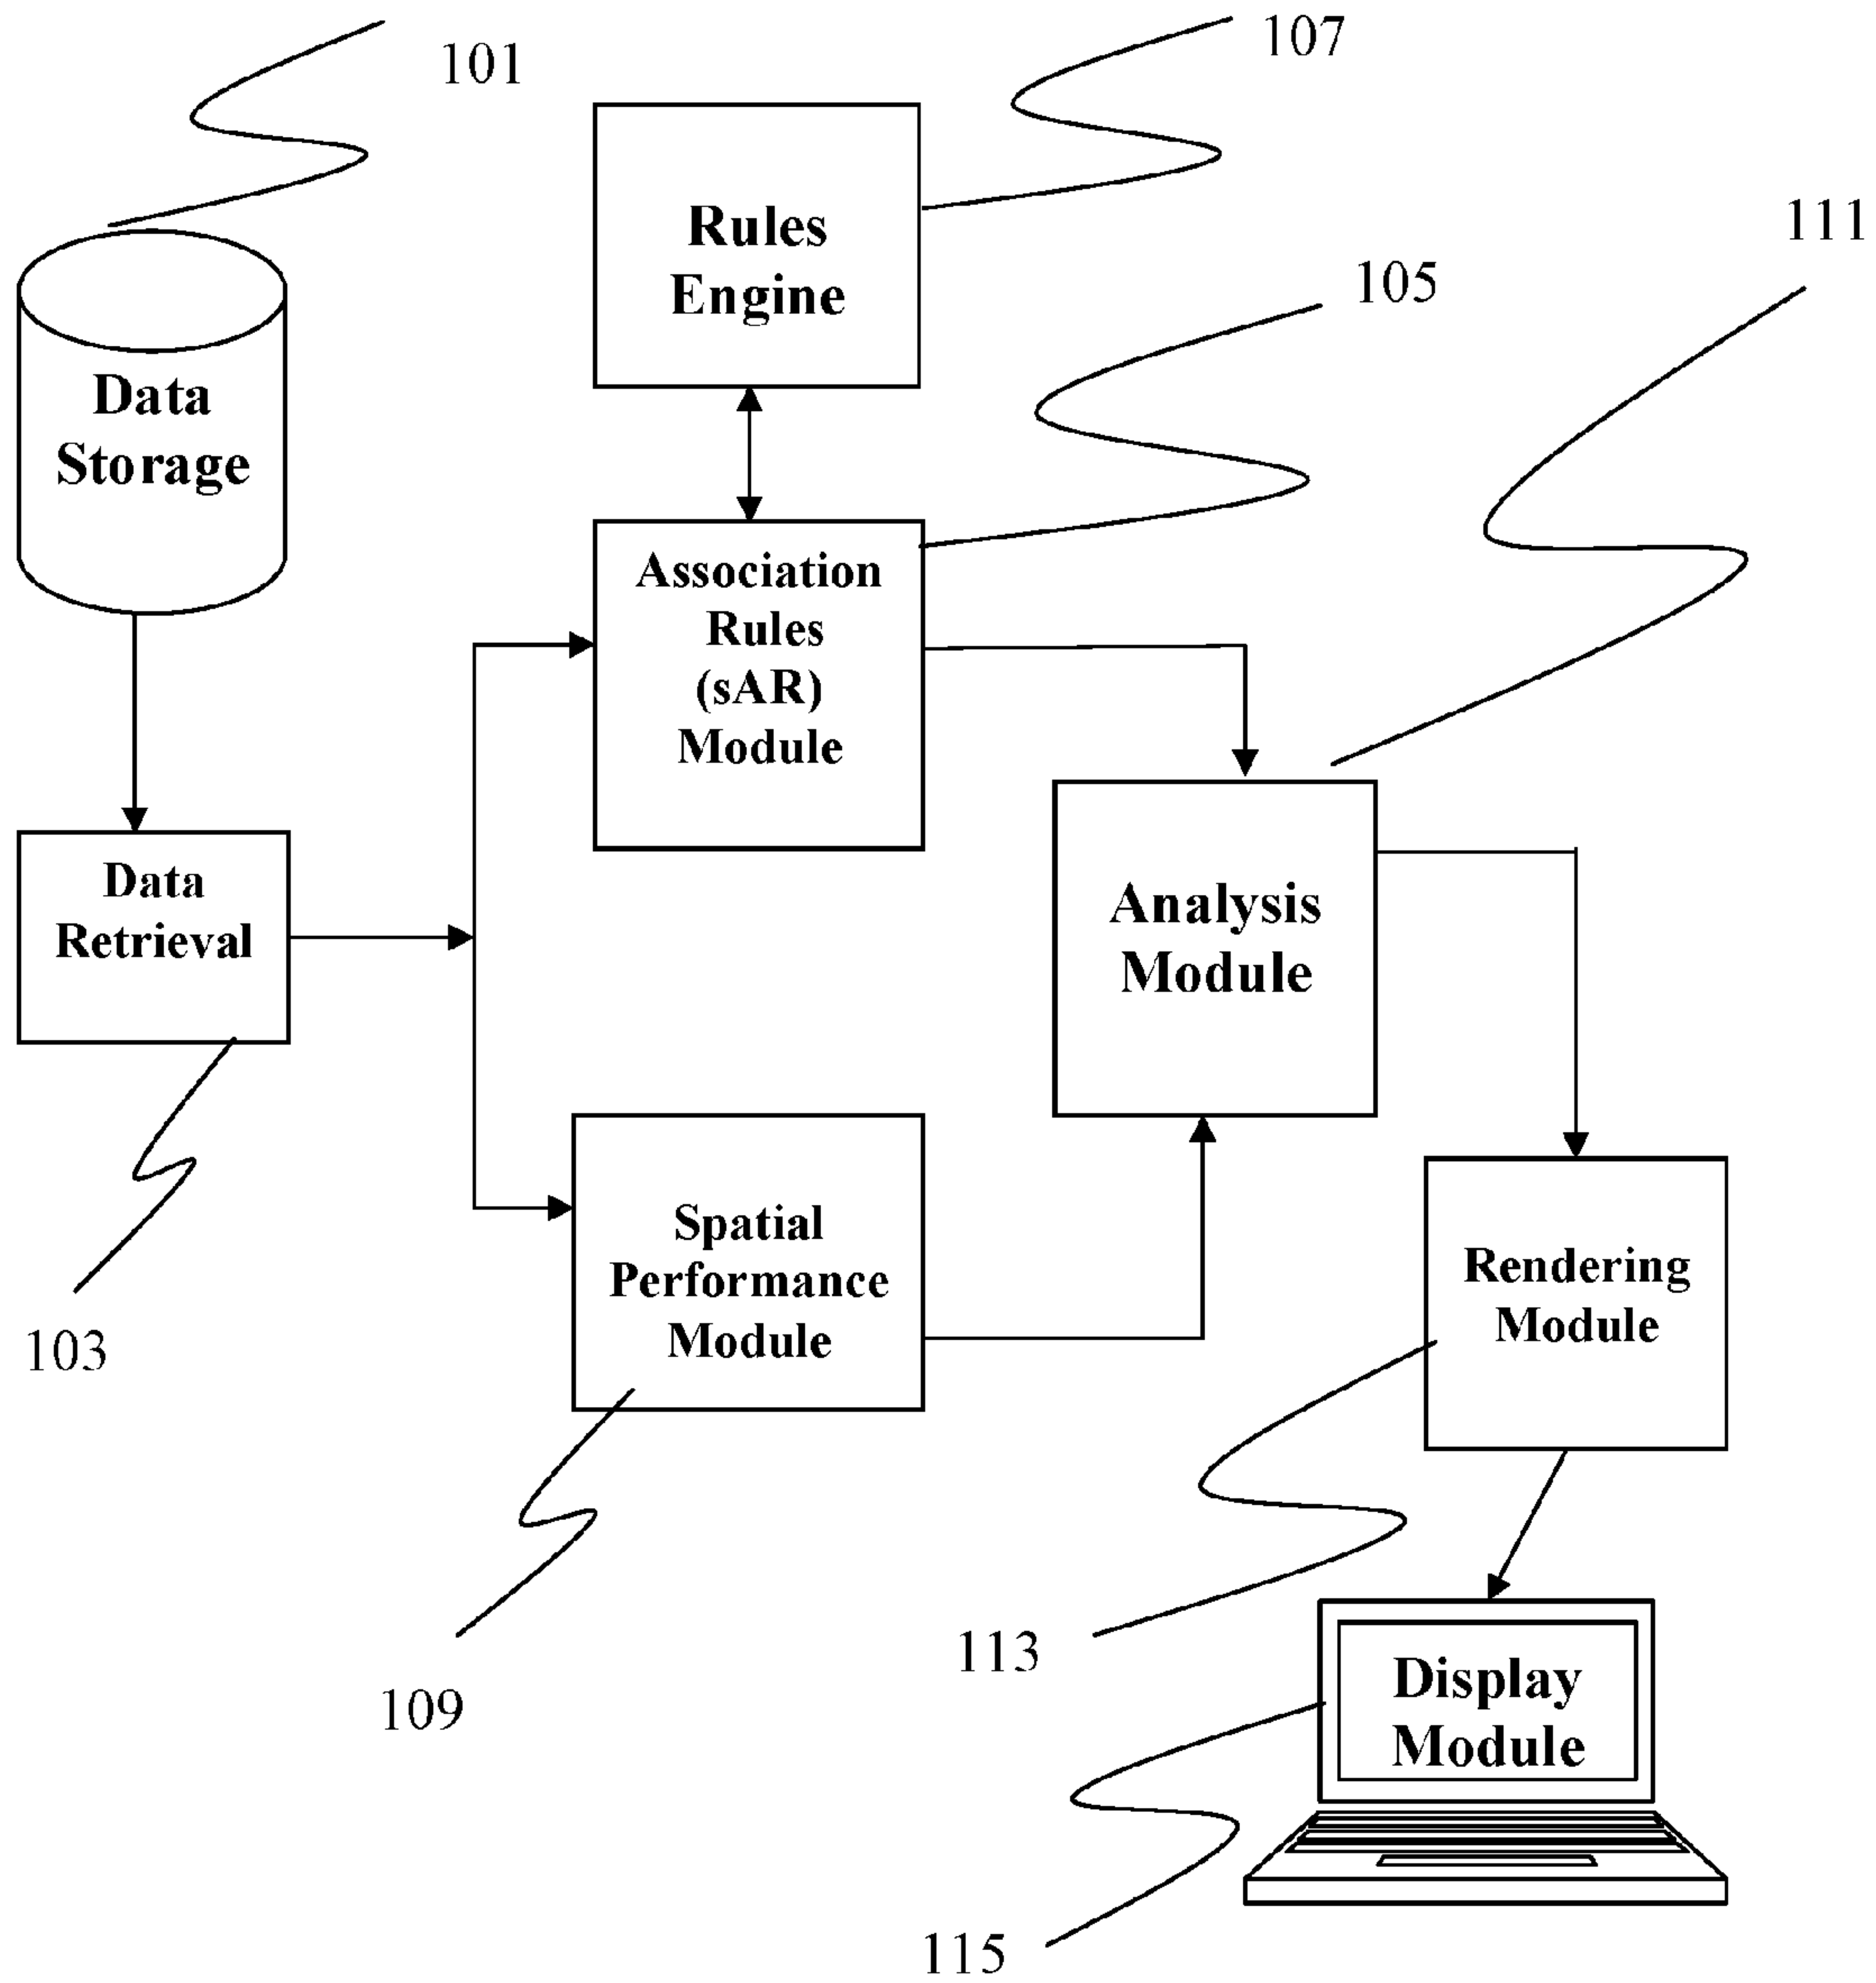 101
107
111
105
Rules
Engine
Data
Storage
Association
Rules
(sAR)
Module
Data
Retrieval
Analysis
Module
Spatial
Performance
Module
Rendering
Module
103
109
113
Display
Module
115